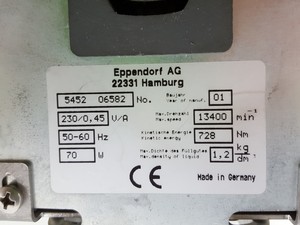 Eppendorf AG
22331 Hamburg
5452 06582 No. Baujahr Year of manuf. 01
230/0,45 V/A Max.Drehzahl Max.speed 13400 min⁻¹
50-60 Hz Kinetische Energie Kinetic energy 728 Nm
70 W Max.Dichte des Füllgutes Max.density of liquid 1,2 kg dm³
CE Made in Germany